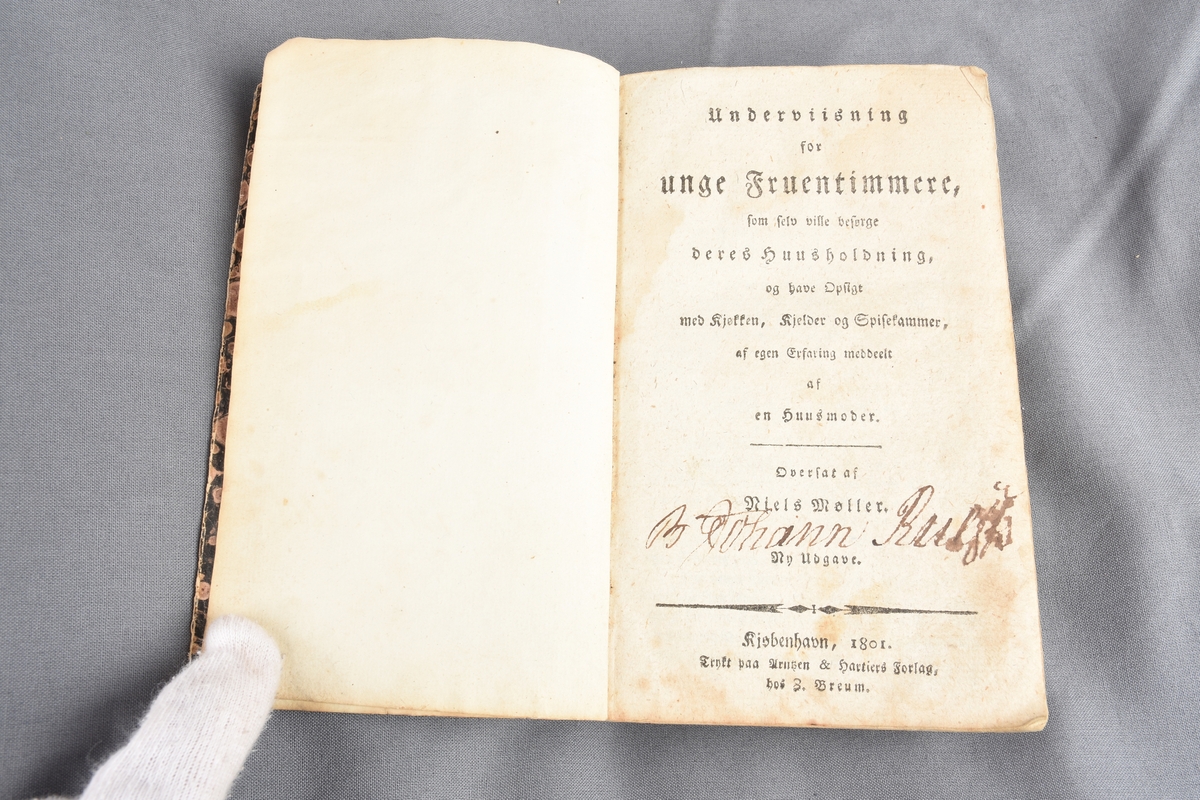 Underviisning
for
unge Fruentimmere,
som selv ville besørge
deres Huusholdning,
og have Opsigt
med Kjøkken, Kjelder og Spisekammer,
af egen Erfaring meddeelt
af
en Huusmoder.
Oversat af
Niels Møller.
B Johann
Ny Udgave.
Kjøbenhavn, 1801.
Trykt paa Arntzen & Hartiers Forlag,
hos Z. Breum.